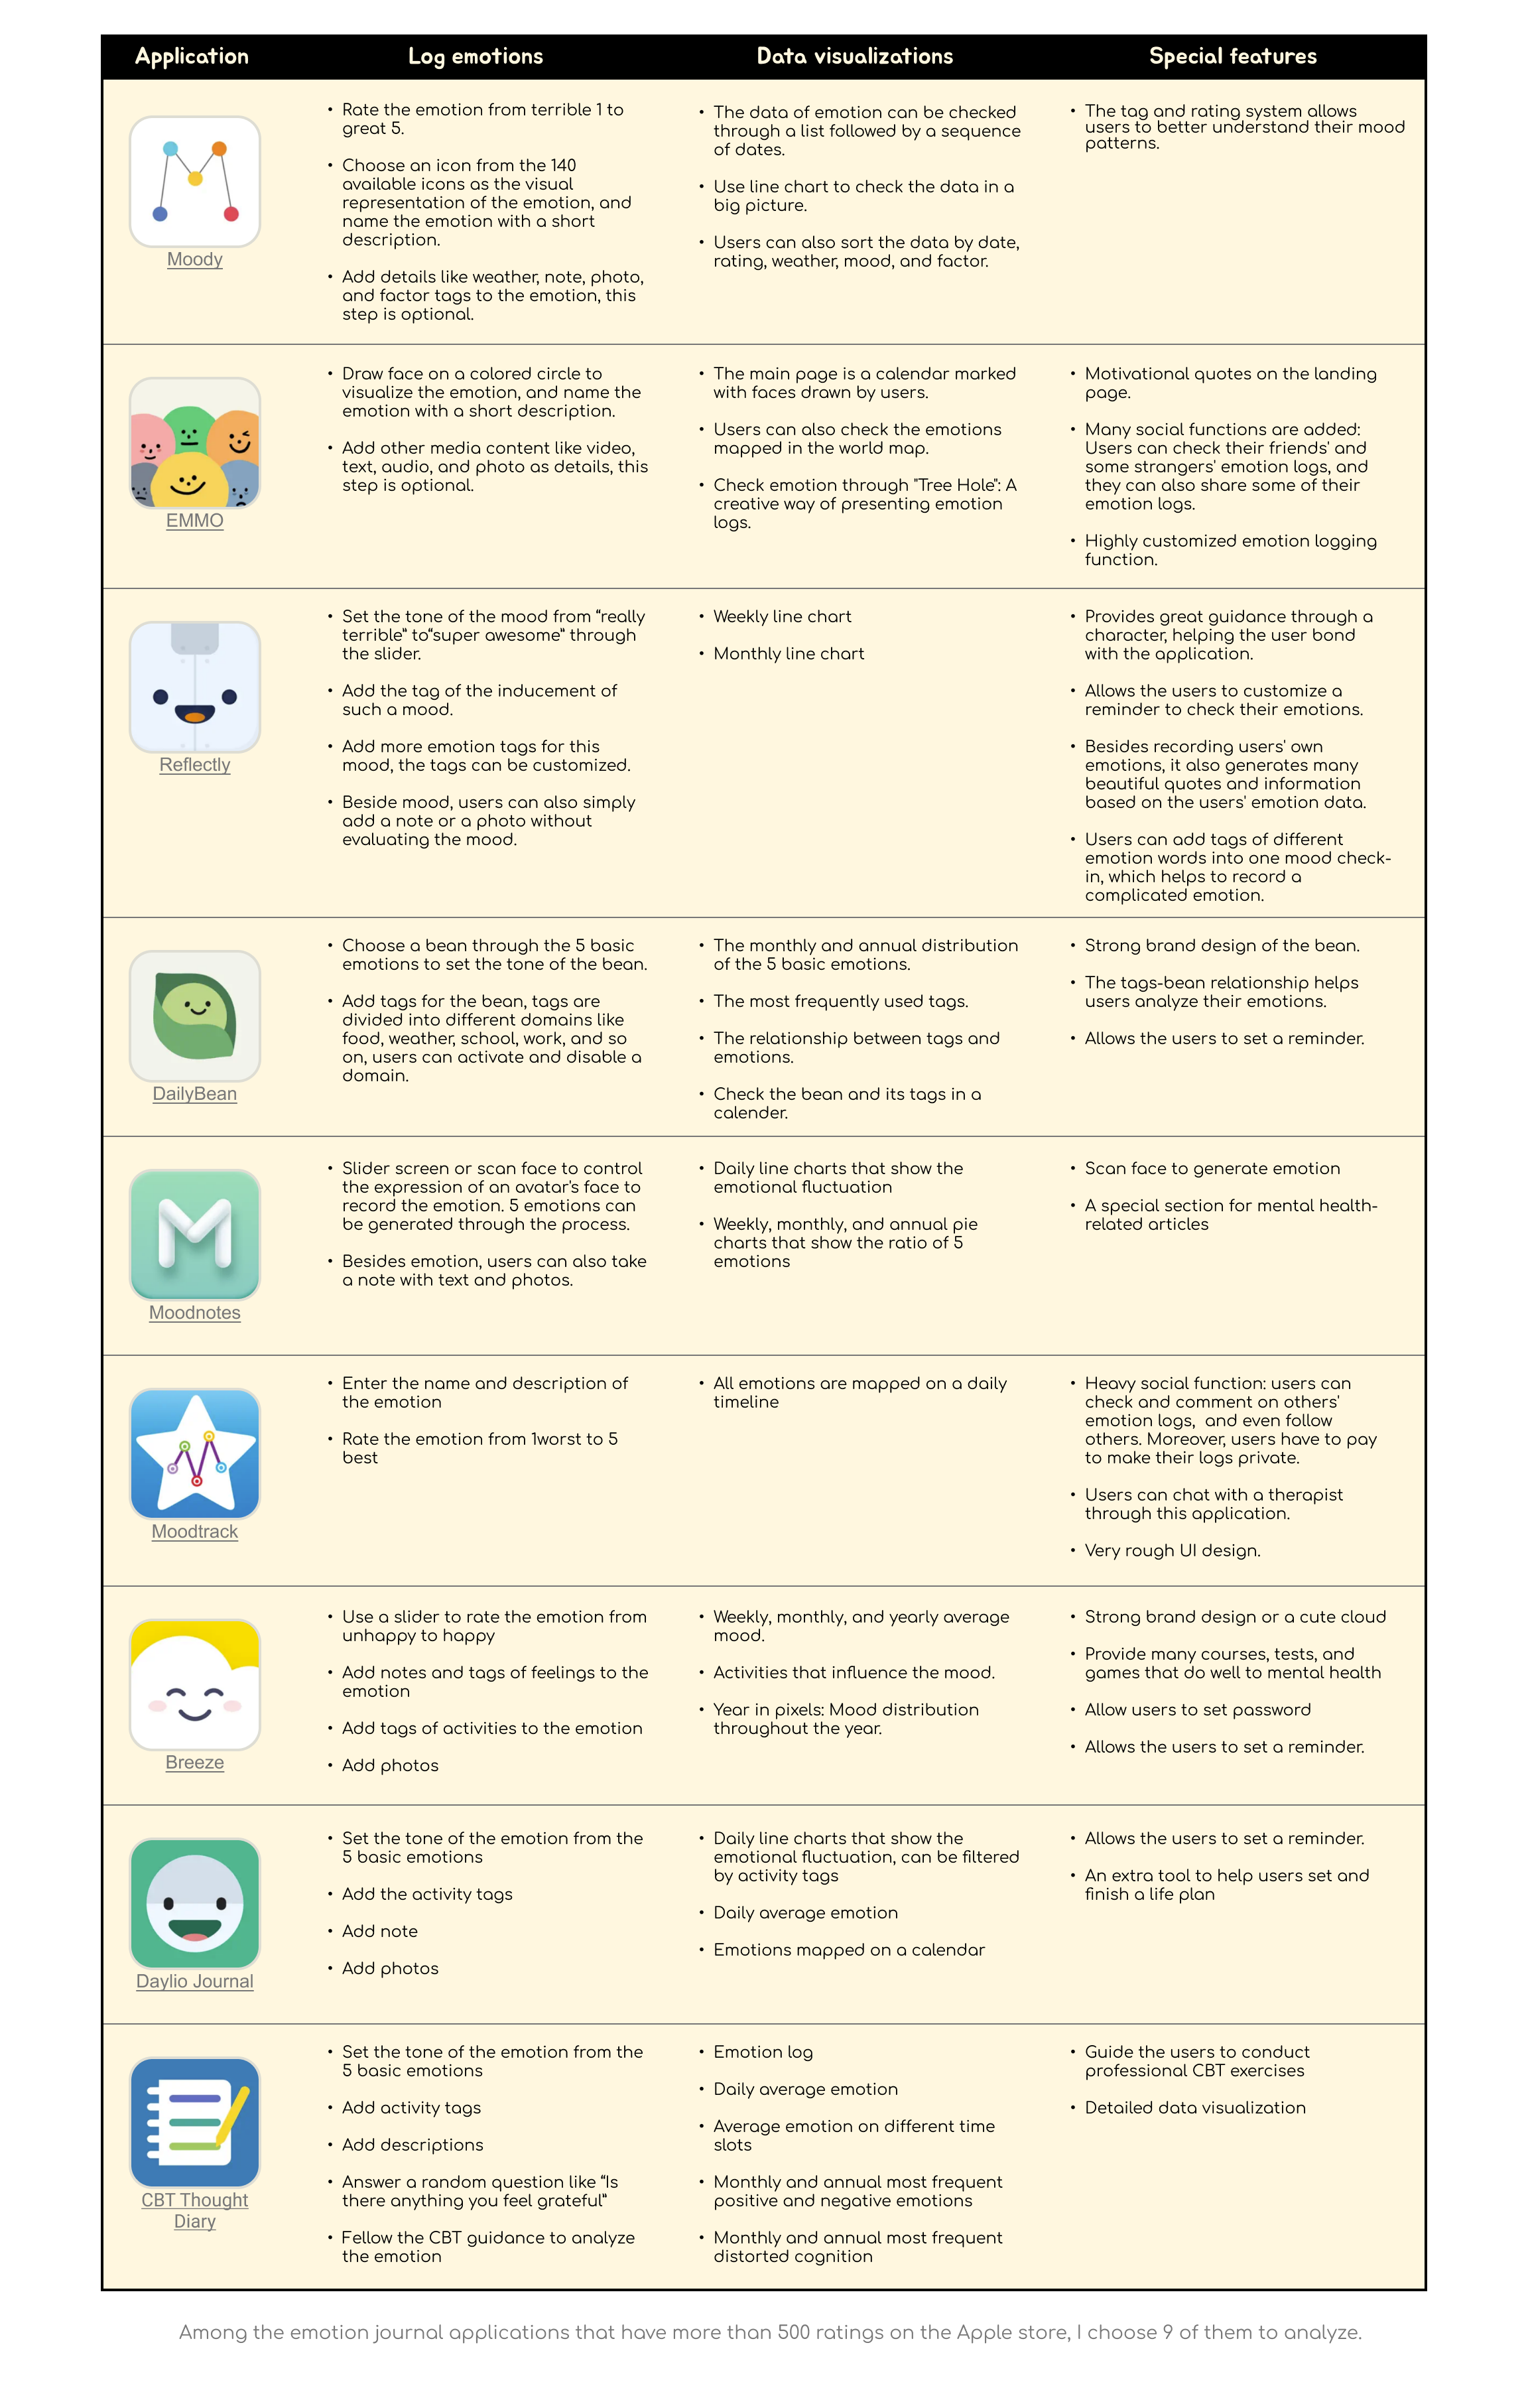 Application
Log emotions
Data visualizations
Special features
Moody
• Rate the emotion from terrible 1 to
great 5.
• Choose an icon from the 140
available icons as the visual
representation of the emotion, and
name the emotion with a short
description.
• Add details like weather, note, photo,
and factor tags to the emotion, this
step is optional.
• The data of emotion can be checked
through a list followed by a sequence
of dates.
• Use line chart to check the data in a
big picture.
• Users can also sort the data by date,
rating, weather, mood, and factor.
• The tag and rating system allows
users to better understand their mood
patterns.
EMMO
• Draw face on a colored circle to
visualize the emotion, and name the
emotion with a short description.
• Add other media content like video,
text, audio, and photo as details, this
step is optional.
• The main page is a calendar marked
with faces drawn by users.
• Users can also check the emotions
mapped in the world map.
• Check emotion through "Tree Hole": A
creative way of presenting emotion
logs.
• Motivational quotes on the landing
page.
• Many social functions are added:
Users can check their friends' and
some strangers' emotion logs, and
they can also share some of their
emotion logs.
• Highly customized emotion logging
function.
Reflectly
• Set the tone of the mood from “really
terrible” to“super awesome” through
the slider.
• Add the tag of the inducement of
such a mood.
• Add more emotion tags for this
mood, the tags can be customized.
• Beside mood, users can also simply
add a note or a photo without
evaluating the mood.
• Weekly line chart
• Monthly line chart
• Provides great guidance through a
character, helping the user bond
with the application.
• Allows the users to customize a
reminder to check their emotions.
• Besides recording users' own
emotions, it also generates many
beautiful quotes and information
based on the users' emotion data.
• Users can add tags of different
emotion words into one mood check-
in, which helps to record a
complicated emotion.
DailyBean
• Choose a bean through the 5 basic
emotions to set the tone of the bean.
• Add tags for the bean, tags are
divided into different domains like
food, weather, school, work, and so
on, users can activate and disable a
domain.
• The monthly and annual distribution
of the 5 basic emotions.
• The most frequently used tags.
• The relationship between tags and
emotions.
• Check the bean and its tags in a
calender.
• Strong brand design of the bean.
• The tags-bean relationship helps
users analyze their emotions.
• Allows the users to set a reminder.
Moodnotes
• Slider screen or scan face to control
the expression of an avatar's face to
record the emotion. 5 emotions can
be generated through the process.
• Besides emotion, users can also take
a note with text and photos.
• Daily line charts that show the
emotional fluctuation
• Weekly, monthly, and annual pie
charts that show the ratio of 5
emotions
• Scan face to generate emotion
• A special section for mental health-
related articles
Moodtrack
• Enter the name and description of
the emotion
• Rate the emotion from 1worst to 5
best
• All emotions are mapped on a daily
timeline
• Heavy social function: users can
check and comment on others'
emotion logs, and even follow
others. Moreover, users have to pay
to make their logs private.
• Users can chat with a therapist
through this application.
• Very rough UI design.
Breeze
• Use a slider to rate the emotion from
unhappy to happy
• Add notes and tags of feelings to the
emotion
• Add tags of activities to the emotion
• Add photos
• Weekly, monthly, and yearly average
mood.
• Activities that influence the mood.
• Year in pixels: Mood distribution
throughout the year.
• Strong brand design or a cute cloud
• Provide many courses, tests, and
games that do well to mental health
• Allow users to set password
• Allows the users to set a reminder.
Daylio Journal
• Set the tone of the emotion from the
5 basic emotions
• Add the activity tags
• Add note
• Add photos
• Daily line charts that show the
emotional fluctuation, can be filtered
by activity tags
• Daily average emotion
• Emotions mapped on a calendar
• Allows the users to set a reminder.
• An extra tool to help users set and
finish a life plan
CBT Thought
Diary
• Set the tone of the emotion from the
5 basic emotions
• Add activity tags
• Add descriptions
• Answer a random question like “Is
there anything you feel grateful”
• Fellow the CBT guidance to analyze
the emotion
• Emotion log
• Daily average emotion
• Average emotion on different time
slots
• Monthly and annual most frequent
positive and negative emotions
• Monthly and annual most frequent
distorted cognition
• Guide the users to conduct
professional CBT exercises
• Detailed data visualization
Among the emotion journal applications that have more than 500 ratings on the Apple store, I choose 9 of them to analyze.